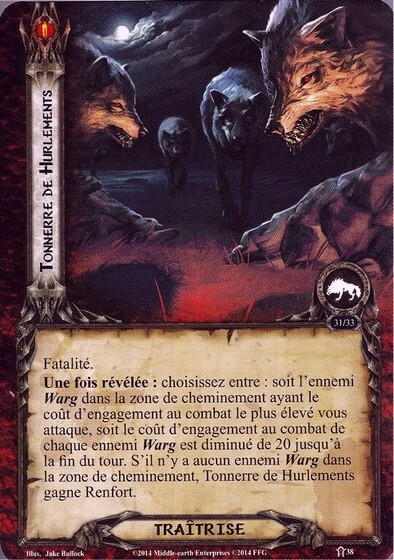 Tonnerre de Hurlements
31/33
Fatalité.
Une fois révélée : choisissez entre : soit l'ennemi
Warg dans la zone de cheminement ayant le
coût d'engagement au combat le plus élevé vous
attaque, soit le coût d'engagement au combat de
chaque ennemi Warg est diminué de 20 jusqu'à
la fin du tour. S'il n'y a aucun ennemi Warg dans
la zone de cheminement, Tonnerre de Hurlements
gagne Renfort.
TRAÎTRISE
Illus. Jake Bullock
©2014 Middle-earth Enterprises ©2014 FFG
38